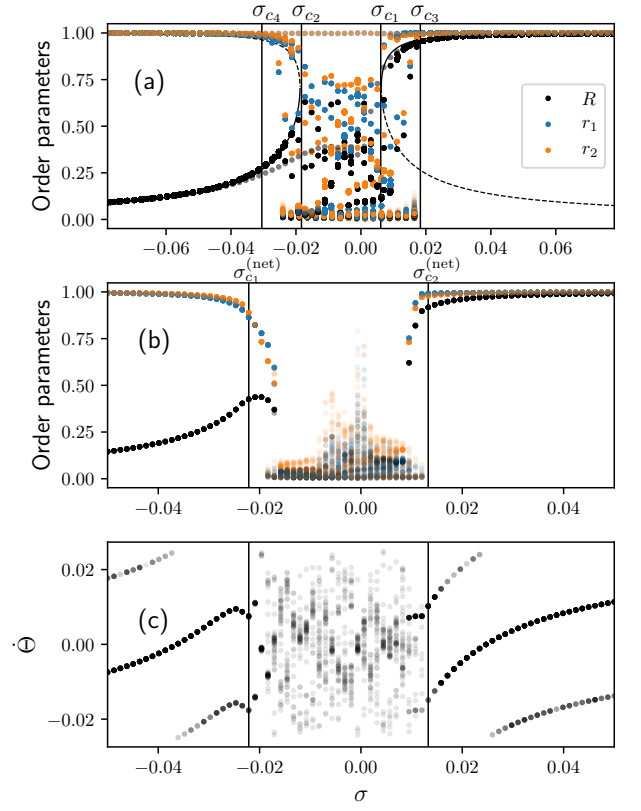 σc4 σc2 σc1 σc3
1.00
0.75
0.50
0.25
0.00
Order parameters
(a)
R
r1
r2
−0.06 −0.04 −0.02 0.00 0.02 0.04 0.06
σc1(net) σc2(net)
1.00
0.75
0.50
0.25
0.00
Order parameters
(b)
−0.04 −0.02 0.00 0.02 0.04
0.02
0.00
−0.02
Θ̇
(c)
−0.04 −0.02 0.00 0.02 0.04
σ